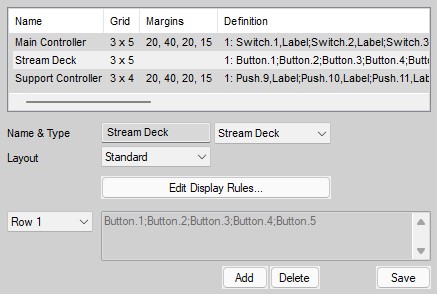 Name Grid Margins Definition
Main Controller 3 x 5 20, 40, 20, 15 1: Switch.1,Label;Switch.2,Label;Switch.3
Stream Deck 3 x 5 1: Button.1;Button.2;Button.3;Button.4;Butto
Support Controller 3 x 4 20, 40, 20, 15 1: Push.9,Label;Push.10,Label;Push.11,Lab
Name & Type Stream Deck Stream Deck
Layout Standard
Edit Display Rules...
Row 1 Button.1;Button.2;Button.3;Button.4;Button.5
Add Delete Save